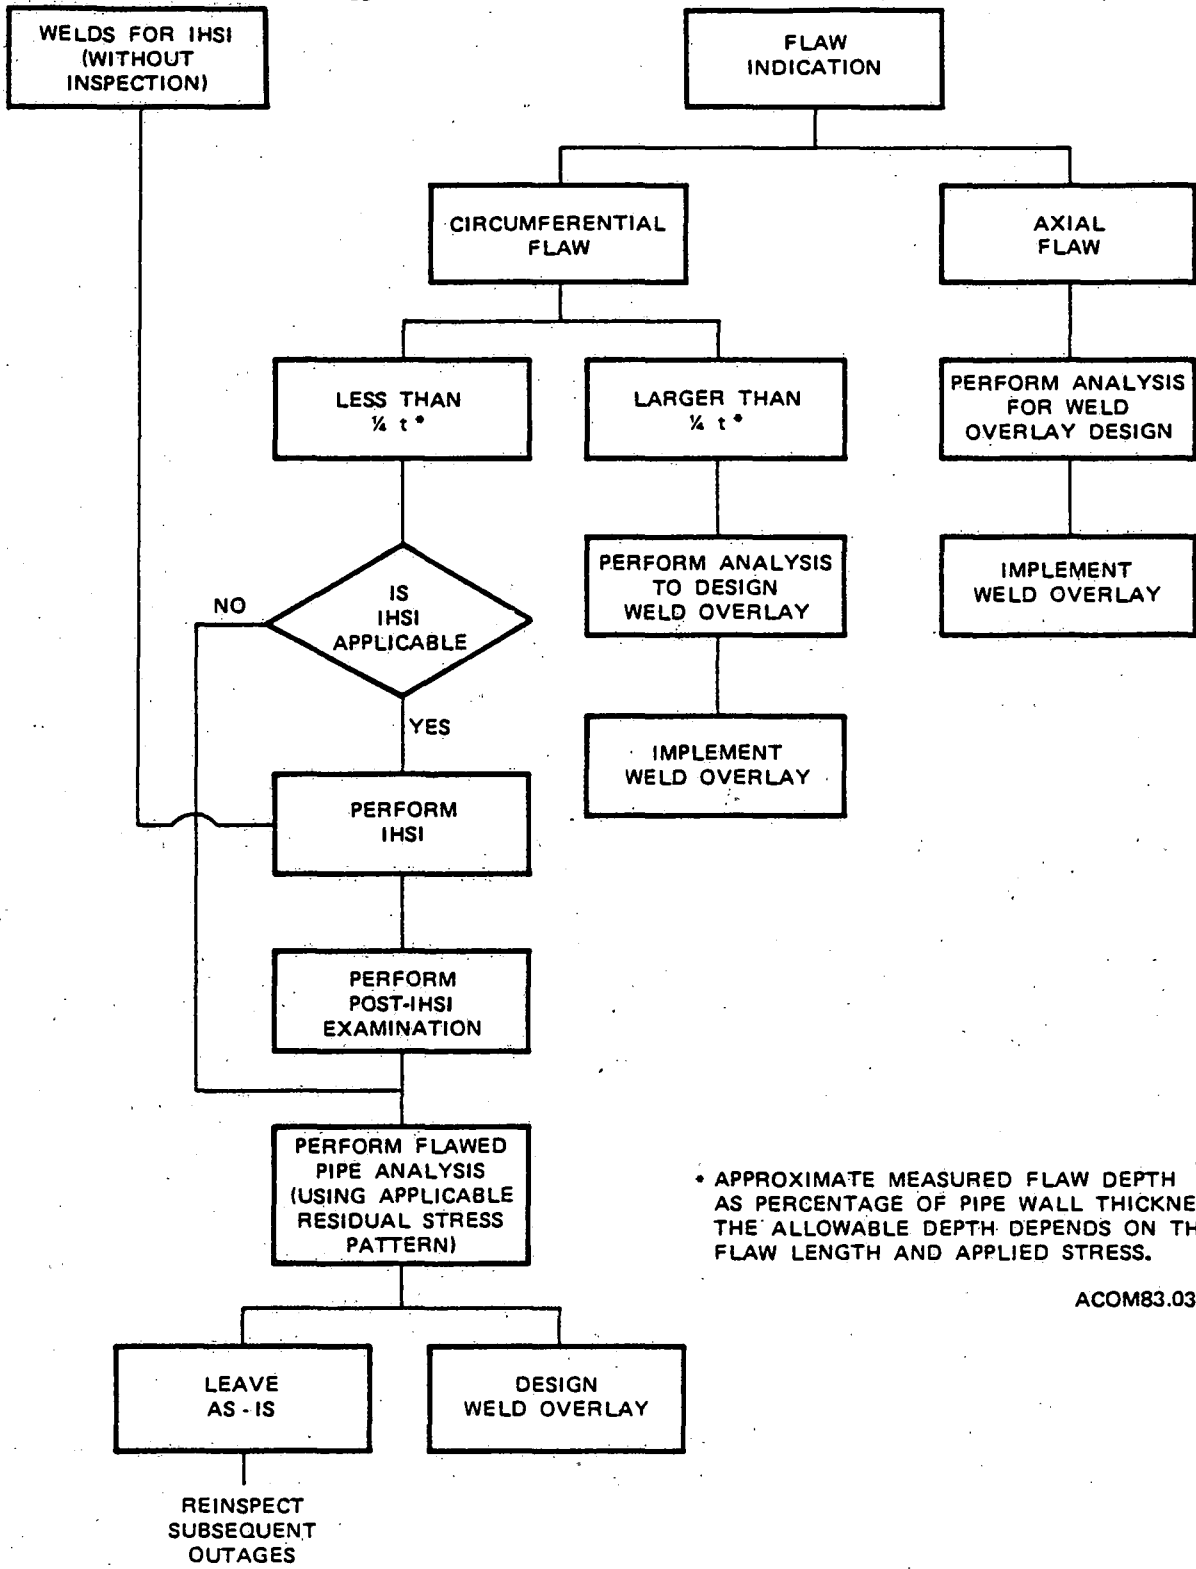 WELDS FOR IHSI
(WITHOUT
INSPECTION)
FLAW
INDICATION
CIRCUMFERENTIAL
FLAW
AXIAL
FLAW
LESS THAN
¼ t *
LARGER THAN
¼ t *
PERFORM ANALYSIS
FOR WELD
OVERLAY DESIGN
IS
IHSI
APPLICABLE
NO
YES
PERFORM ANALYSIS
TO DESIGN
WELD OVERLAY
IMPLEMENT
WELD OVERLAY
IMPLEMENT
WELD OVERLAY
PERFORM
IHSI
PERFORM
POST-IHSI
EXAMINATION
PERFORM FLAWED
PIPE ANALYSIS
(USING APPLICABLE
RESIDUAL STRESS
PATTERN)
* APPROXIMATE MEASURED FLAW DEPTH
AS PERCENTAGE OF PIPE WALL THICKNE
THE ALLOWABLE DEPTH DEPENDS ON TH
FLAW LENGTH AND APPLIED STRESS.
ACOM83.03
LEAVE
AS - IS
DESIGN
WELD OVERLAY
REINSPECT
SUBSEQUENT
OUTAGES